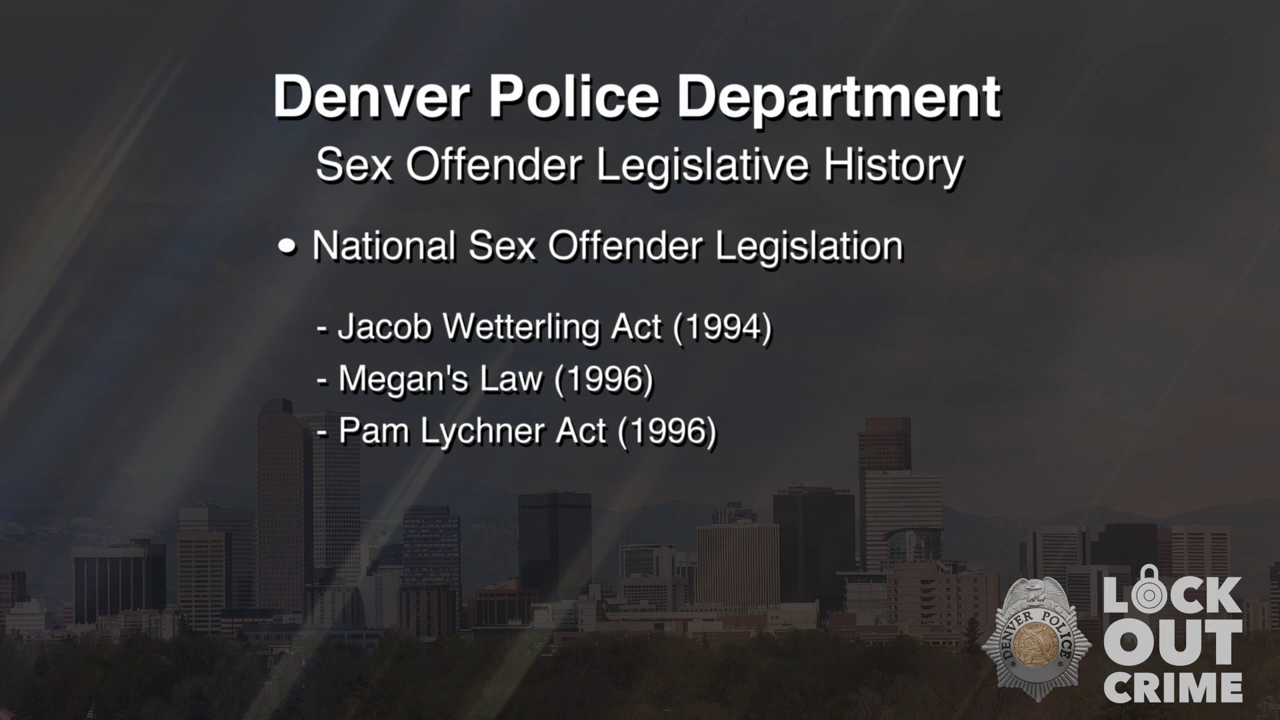 Denver Police Department
Sex Offender Legislative History
• National Sex Offender Legislation
- Jacob Wetterling Act (1994)
- Megan's Law (1996)
- Pam Lychner Act (1996)
DENVER POLICE
LOCK
OUT
CRIME